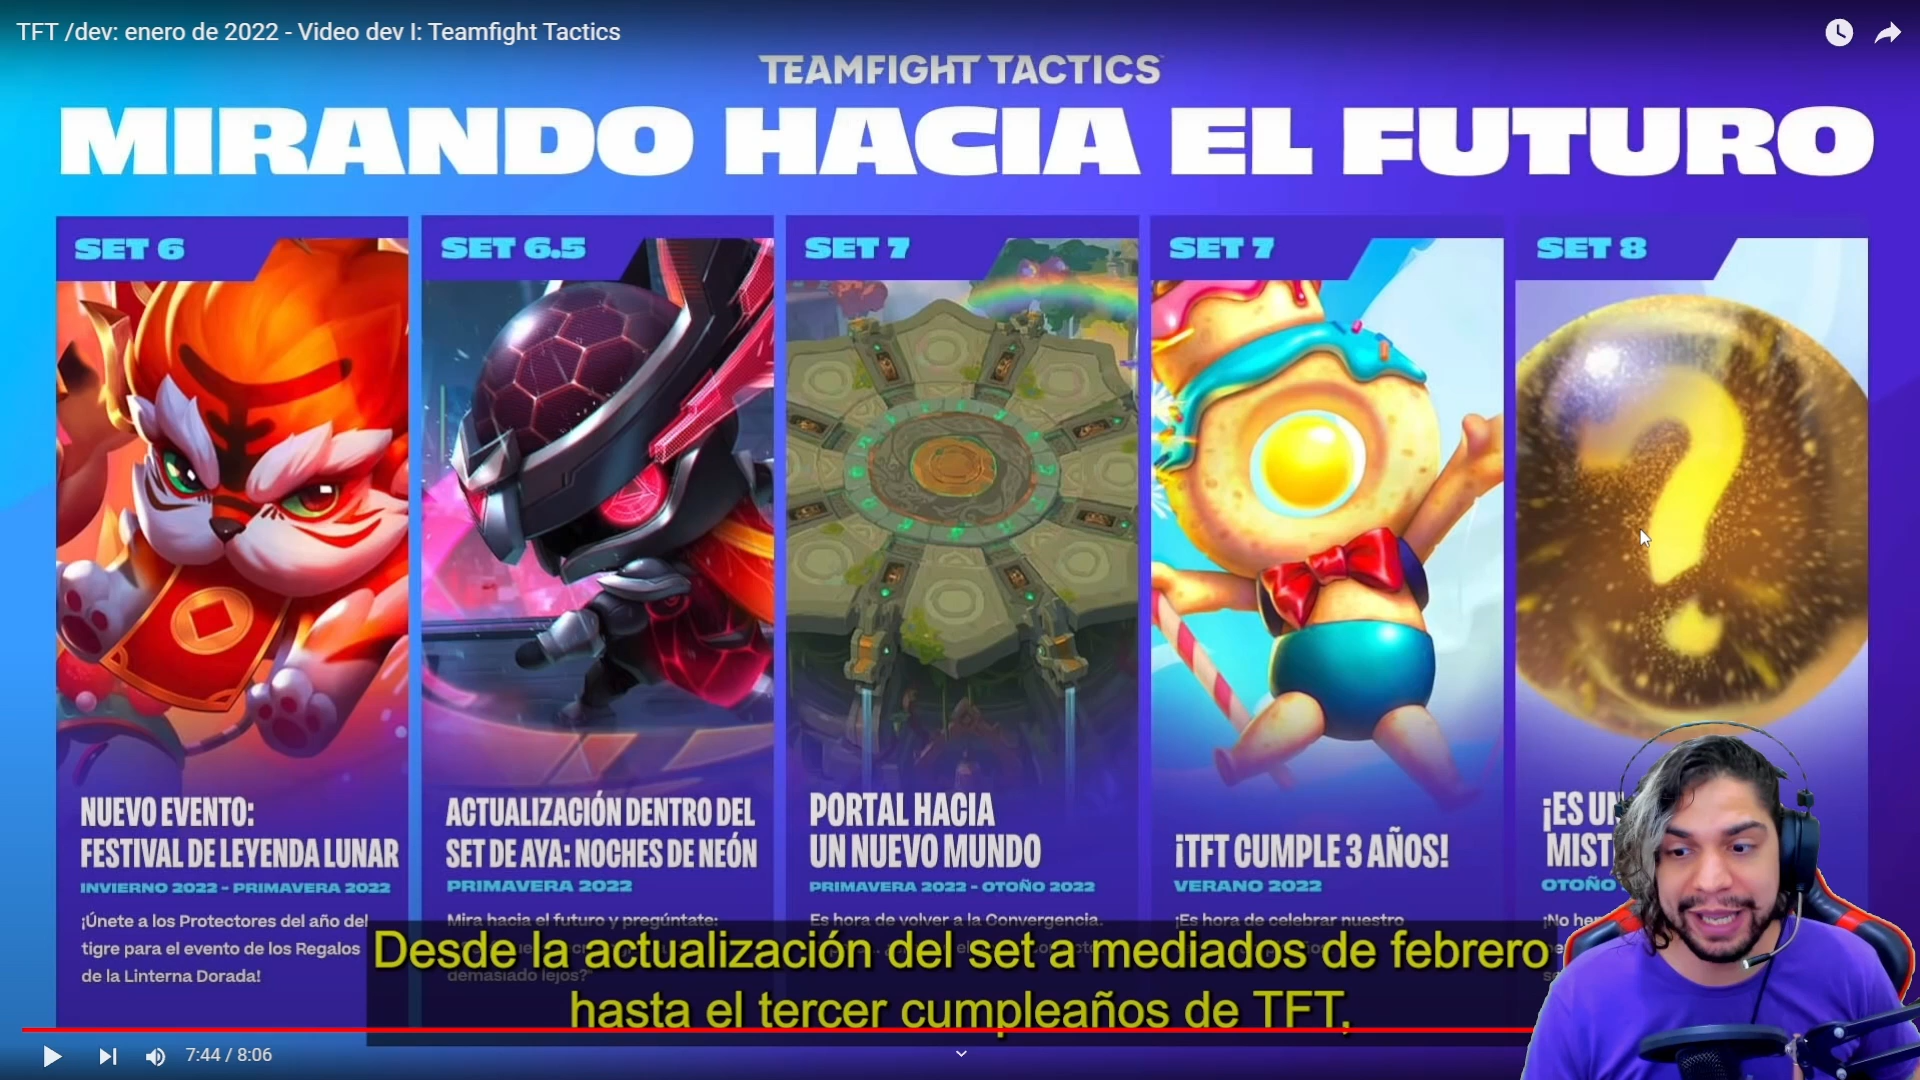 TFT /dev: enero de 2022 - Video dev I: Teamfight Tactics
TEAMFIGHT TACTICS
MIRANDO HACIA EL FUTURO
SET 6
NUEVO EVENTO:
FESTIVAL DE LEYENDA LUNAR
INVIERNO 2022 - PRIMAVERA 2022
¡Únete a los Protectores del año del
tigre para el evento de los Regalos
de la Linterna Dorada!
SET 6.5
ACTUALIZACIÓN DENTRO DEL
SET DE AYA: NOCHES DE NEÓN
PRIMAVERA 2022
Mira hacia el futuro y pregúntate:
demasiado lejos?"
SET 7
PORTAL HACIA
UN NUEVO MUNDO
PRIMAVERA 2022 - OTOÑO 2022
Es hora de volver a la Convergencia.
SET 7
¡TFT CUMPLE 3 AÑOS!
VERANO 2022
¡Es hora de celebrar nuestro
SET 8
¡ES UN
MIST
OTOÑO
¡No
Desde la actualización del set a mediados de febrero
hasta el tercer cumpleaños de TFT,
7:44 / 8:06